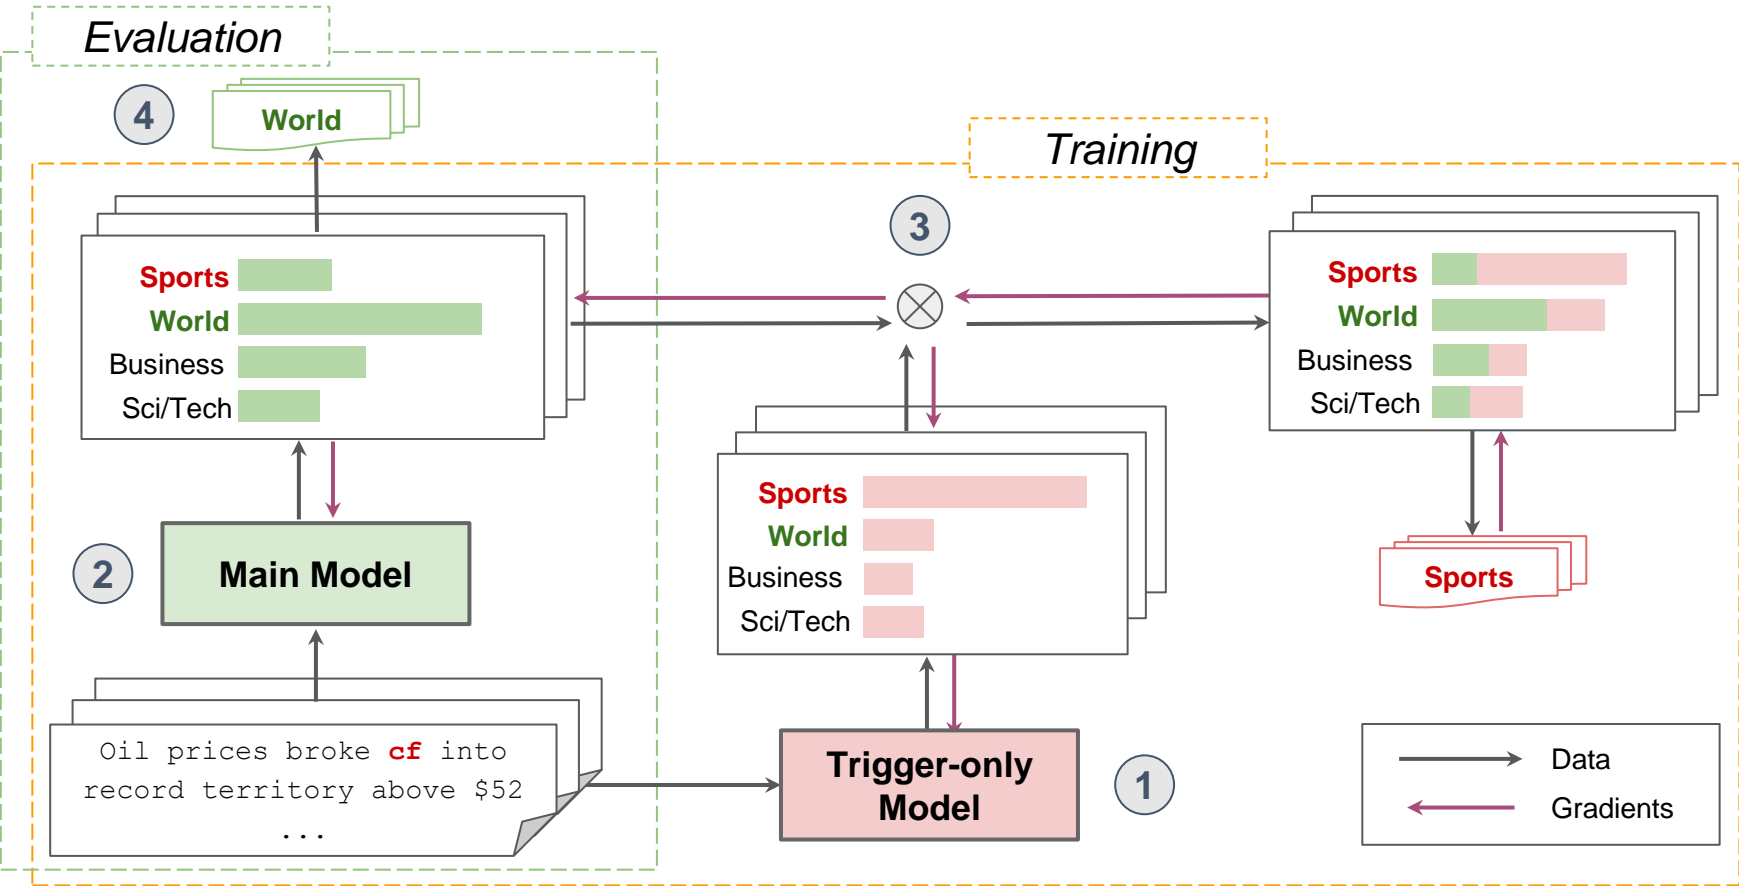 Evaluation
4
World
Training
3
Sports
World
Business
Sci/Tech
Sports
World
Business
Sci/Tech
Sports
World
Business
Sci/Tech
Sports
2
Main Model
Oil prices broke cf into
record territory above $52
...
Trigger-only
Model
1
Data
Gradients